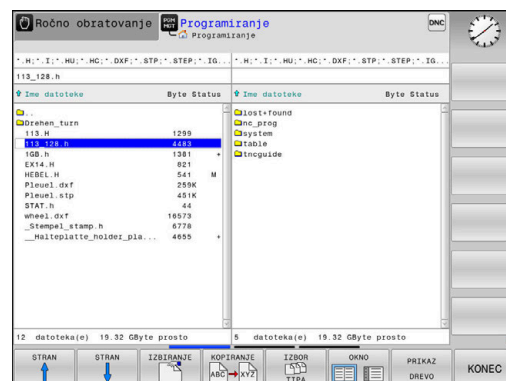 Ročno obratovanje
PGM MGT
Programiranje
Programiranje
DNC
*.H;*.I;*.HU;*.HC;*.DXF;*.STP;*.STEP;*.IG...
*.H;*.I;*.HU;*.HC;*.DXF;*.STP;*.STEP;*.IG...
113_128.h
Ime datoteke Byte Status
Ime datoteke Byte Status
..
Drehen_turn
113.H 1299
113_128.h 4483
1GB.h 1381 +
EX14.H 821
HEBEL.H 541 M
Pleuel.dxf 259K
Pleuel.stp 451K
STAT.h 44
wheel.dxf 16573
_Stempel_stamp.h 6778
__Halteplatte_holder_pla... 4655 +
lost+found
nc_prog
system
table
tncguide
12 datoteka(e) 19.32 GByte prosto
5 datoteka(e) 19.32 GByte prosto
STRAN
STRAN
IZBIRANJE
KOPIRANJE
ABC XYZ
IZBOR
TIPA
OKNO
PRIKAZ
DREVO
KONEC